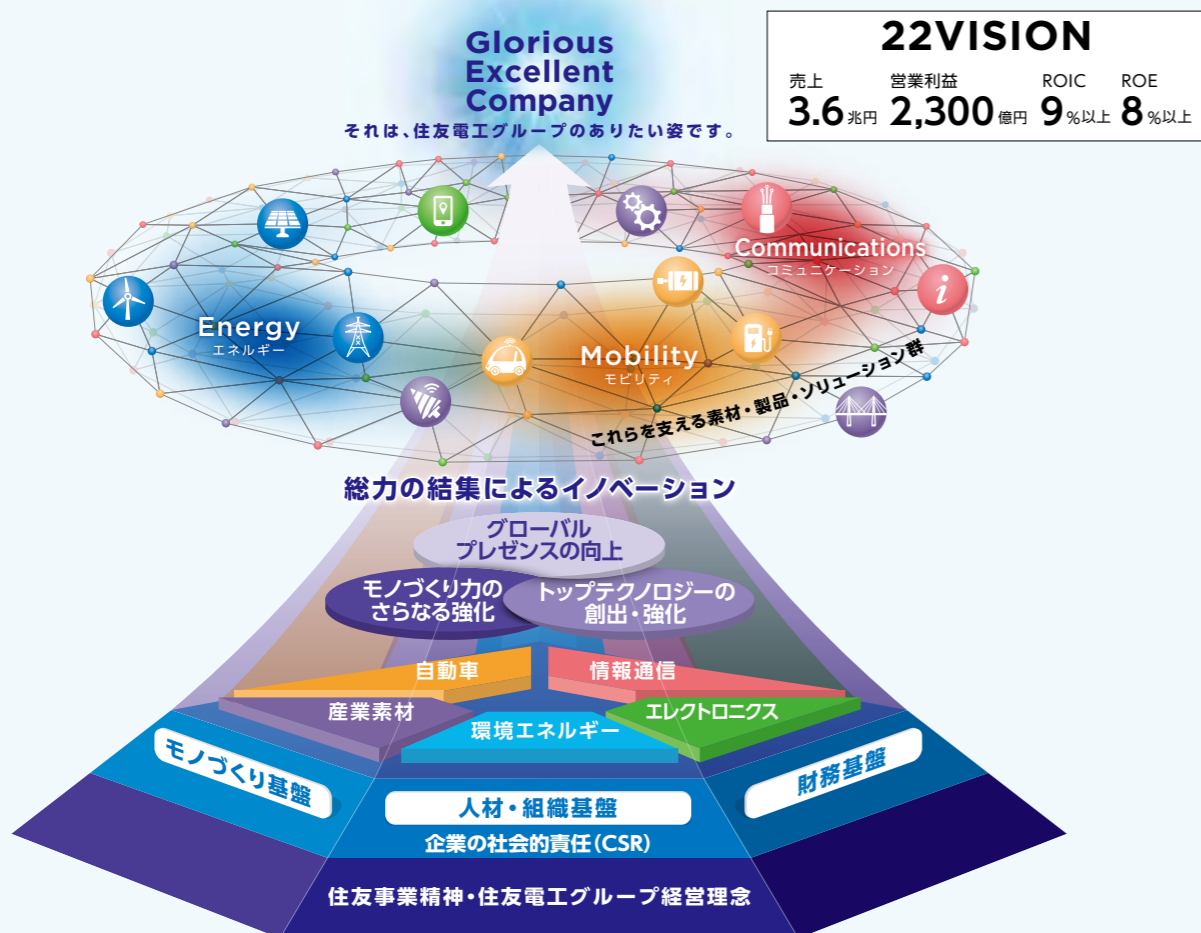 Glorious
Excellent
Company
それは、住友電工グループのありたい姿です。
22VISION
売上 営業利益 ROIC ROE
3.6兆円 2,300億円 9%以上 8%以上
Communications
コミュニケーション
i
Energy
エネルギー
Mobility
モビリティ
これらを支える素材・製品・ソリューション群
総力の結集によるイノベーション
グローバル
プレゼンスの向上
モノづくり力の
さらなる強化
トップテクノロジーの
創出・強化
自動車
情報通信
産業素材
環境エネルギー
エレクトロニクス
モノづくり基盤
人材・組織基盤
財務基盤
企業の社会的責任(CSR)
住友事業精神・住友電工グループ経営理念